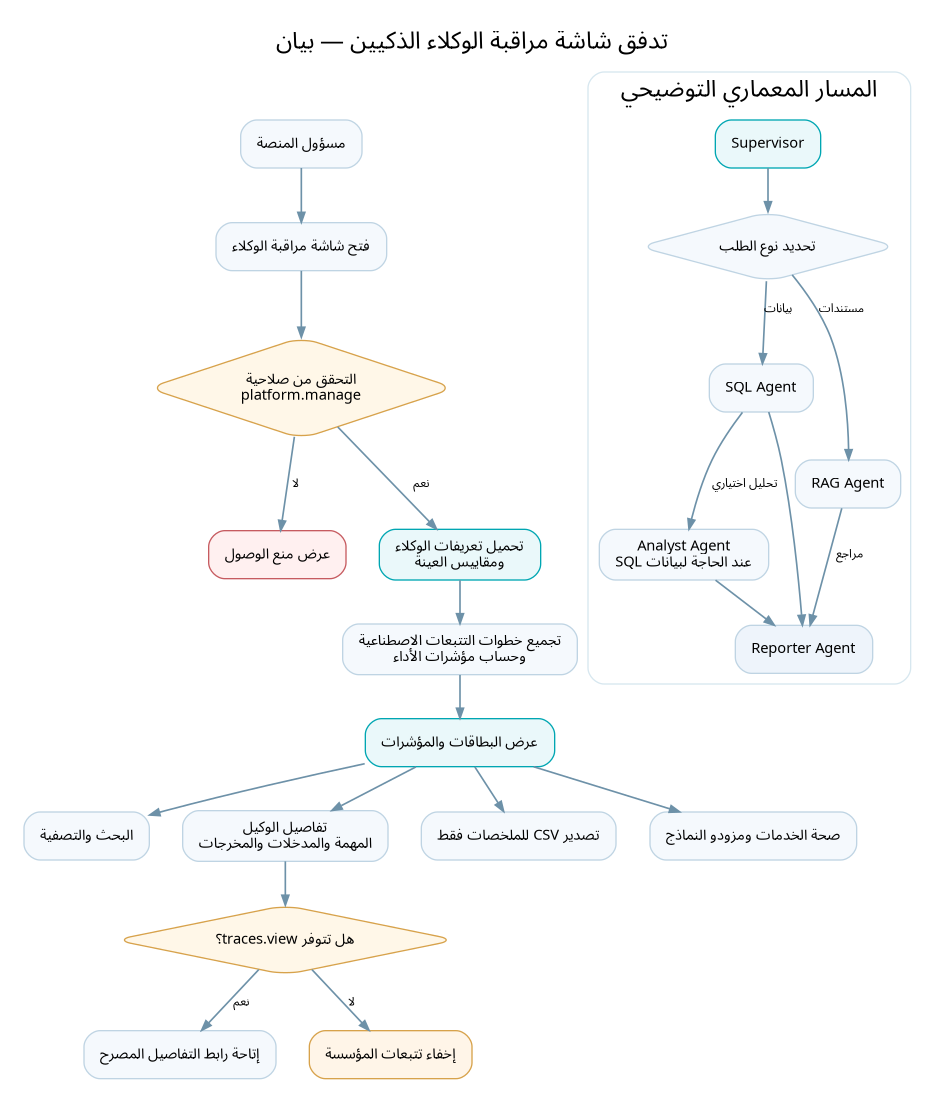 تدفق شاشة مراقبة الوكلاء الذكيين — بيان
المسار المعماري التوضيحي
مسؤول المنصة
فتح شاشة مراقبة الوكلاء
التحقق من صلاحية
platform.manage
لا
نعم
عرض منع الوصول
تحميل تعريفات الوكلاء
ومقاييس العينة
تجميع خطوات التتبعات الاصطناعية
وحساب مؤشرات الأداء
عرض البطاقات والمؤشرات
البحث والتصفية
تفاصيل الوكيل
المهمة والمدخلات والمخرجات
تصدير CSV للملخصات فقط
صحة الخدمات ومزودو النماذج
هل تتوفر traces.view؟
نعم
لا
إتاحة رابط التفاصيل المصرح
إخفاء تتبعات المؤسسة
Supervisor
تحديد نوع الطلب
بيانات
مستندات
SQL Agent
RAG Agent
تحليل اختياري
Analyst Agent
عند الحاجة لبيانات SQL
مراجع
Reporter Agent